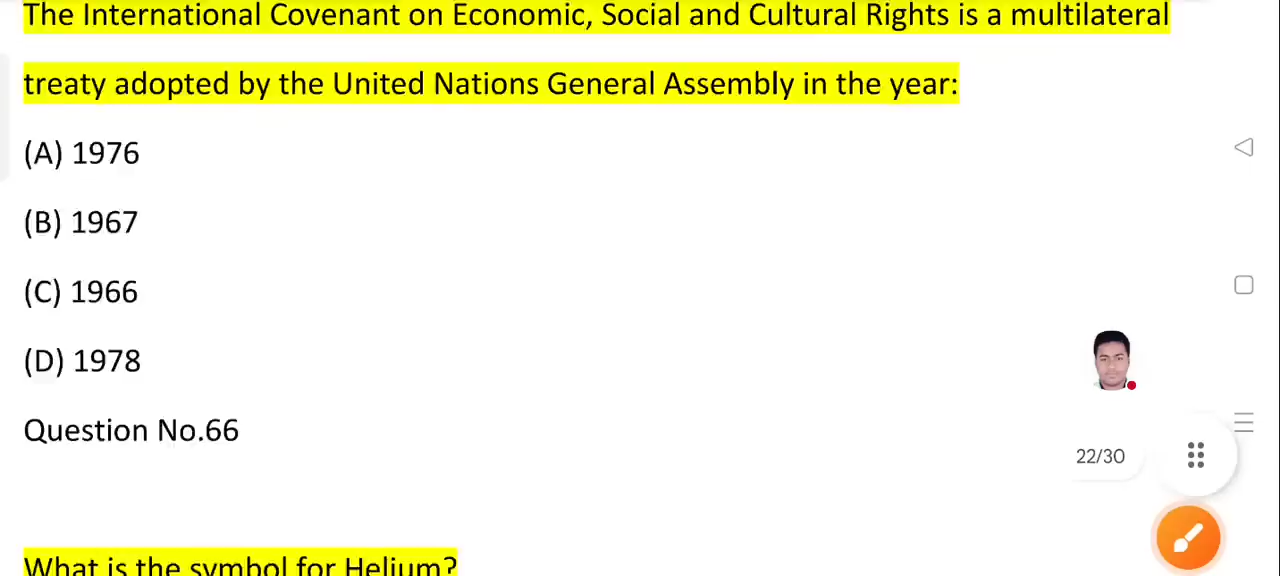 The International Covenant on Economic, Social and Cultural Rights is a multilateral
treaty adopted by the United Nations General Assembly in the year:
(A) 1976
(B) 1967
(C) 1966
(D) 1978
Question No.66
22/30
What is the symbol for Helium?